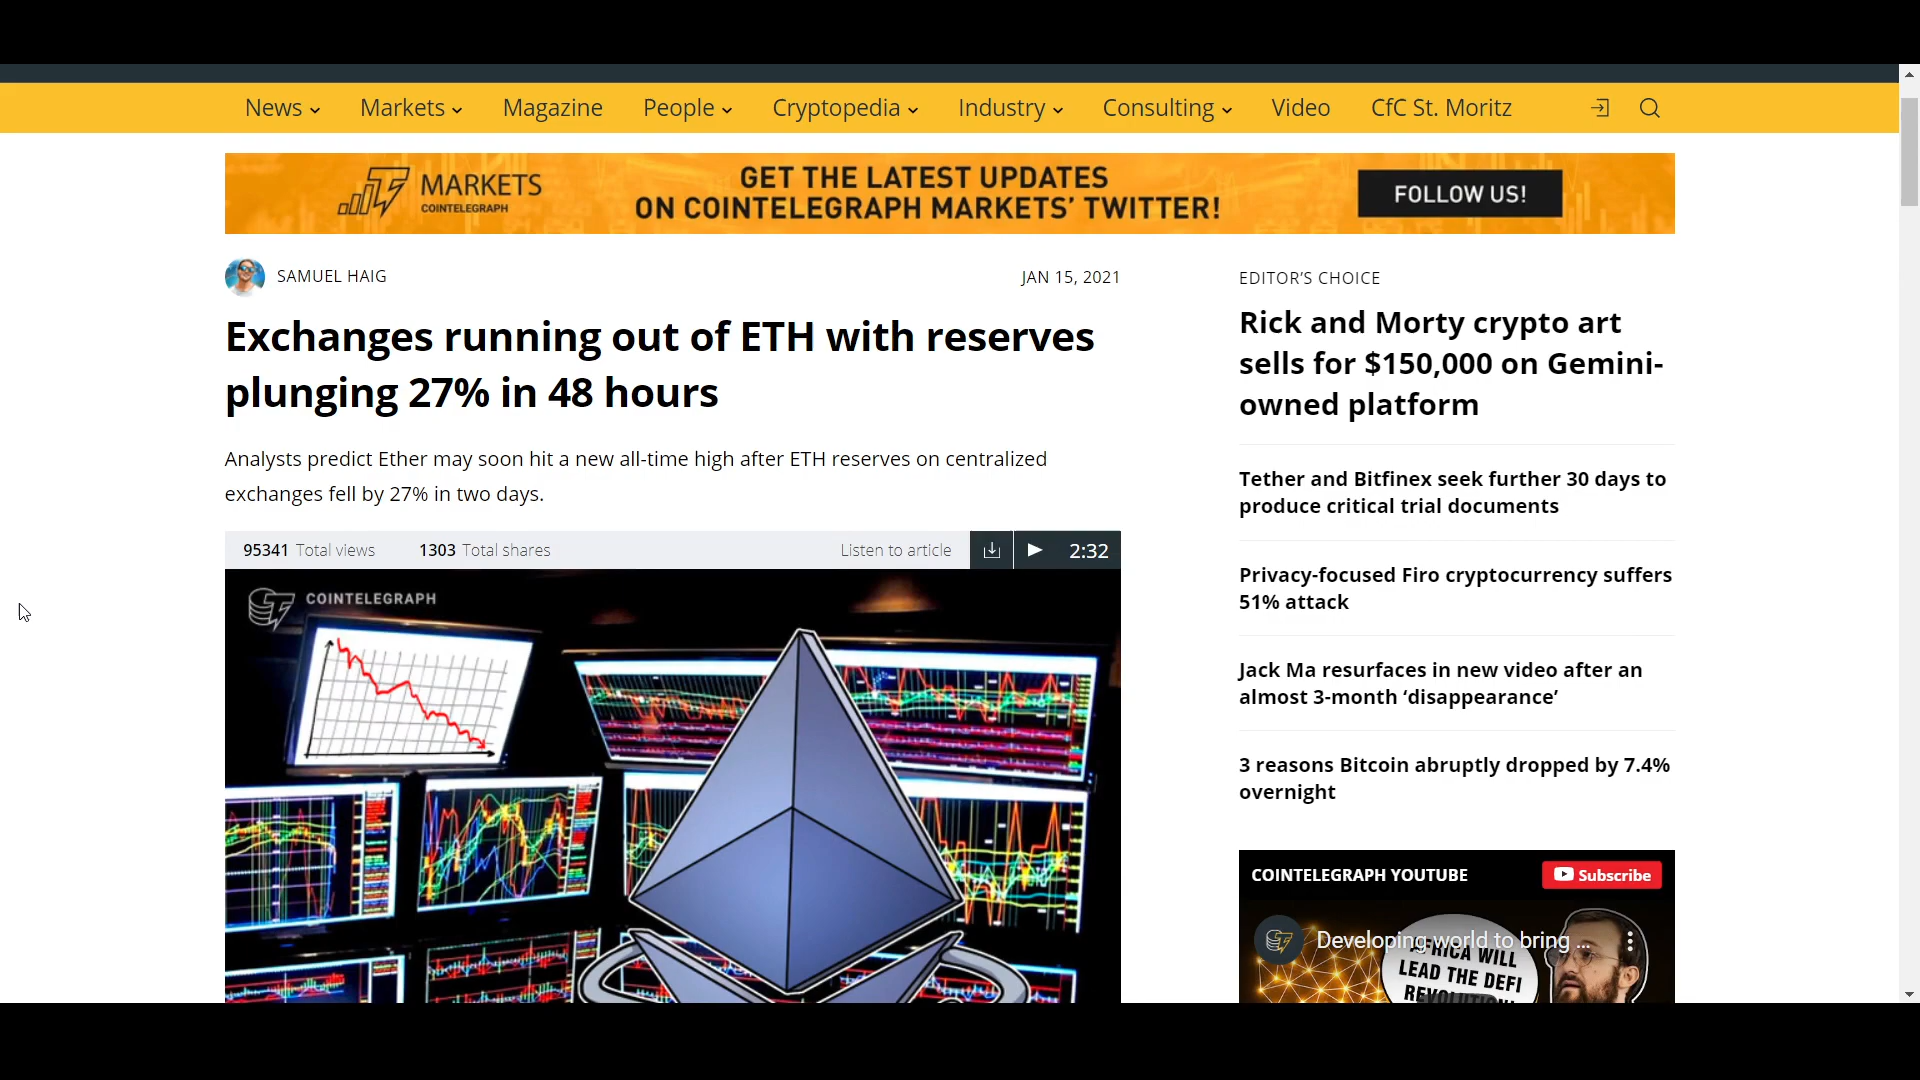 News Markets Magazine People Cryptopedia Industry Consulting Video CfC St. Moritz
MARKETS
COINTELEGRAPH
GET THE LATEST UPDATES
ON COINTELEGRAPH MARKETS’ TWITTER!
FOLLOW US!
SAMUEL HAIG
JAN 15, 2021
Exchanges running out of ETH with reserves
plunging 27% in 48 hours
Analysts predict Ether may soon hit a new all-time high after ETH reserves on centralized
exchanges fell by 27% in two days.
95341 Total views 1303 Total shares Listen to article 2:32
COINTELEGRAPH
EDITOR’S CHOICE
Rick and Morty crypto art
sells for $150,000 on Gemini-
owned platform
Tether and Bitfinex seek further 30 days to
produce critical trial documents
Privacy-focused Firo cryptocurrency suffers
51% attack
Jack Ma resurfaces in new video after an
almost 3-month ‘disappearance’
3 reasons Bitcoin abruptly dropped by 7.4%
overnight
COINTELEGRAPH YOUTUBE Subscribe
Developing world to bring ...
AFRICA WILL
LEAD THE DEFI
REVOLUTION!